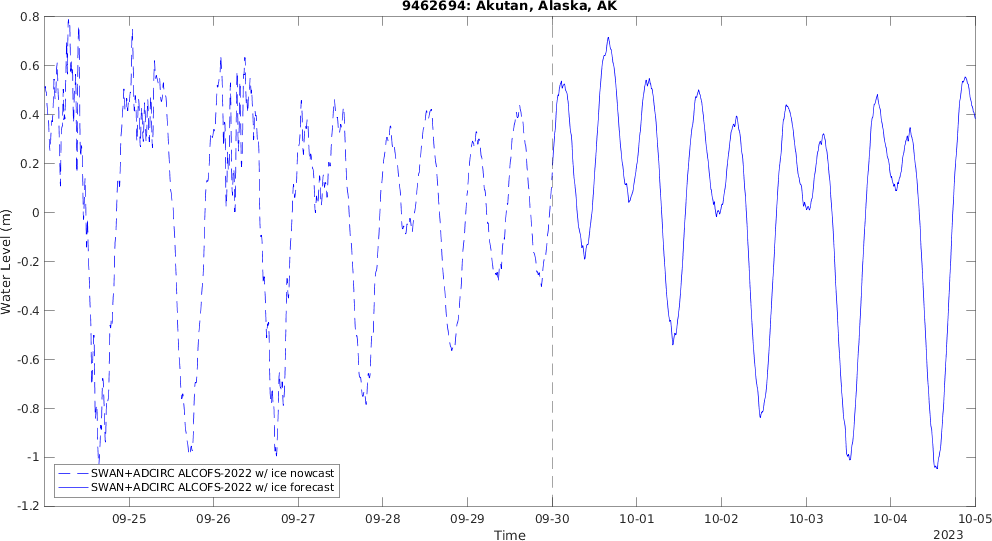 9462694: Akutan, Alaska, AK
0.8
0.6
0.4
0.2
0
-0.2
-0.4
-0.6
-0.8
-1
-1.2
Water Level (m)
SWAN+ADCIRC ALCOFS-2022 w/ ice nowcast
SWAN+ADCIRC ALCOFS-2022 w/ ice forecast
09-25 09-26 09-27 09-28 09-29 09-30 10-01 10-02 10-03 10-04 10-05
Time
2023